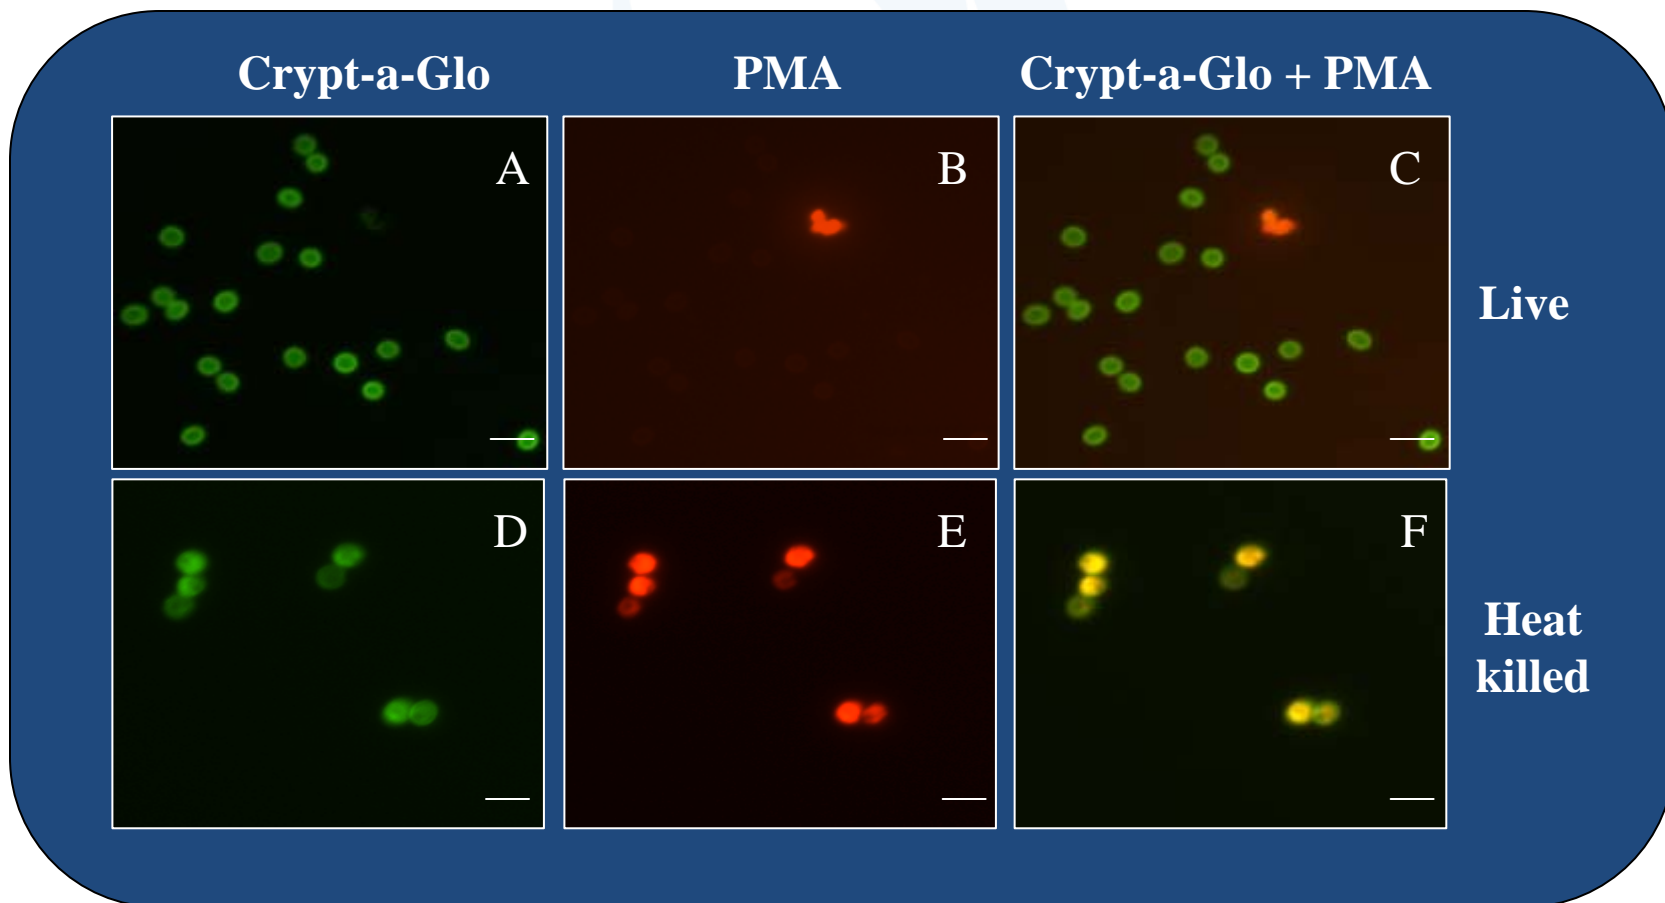 Crypt-a-Glo
PMA
Crypt-a-Glo + PMA
A
B
C
Live
D
E
F
Heat
killed